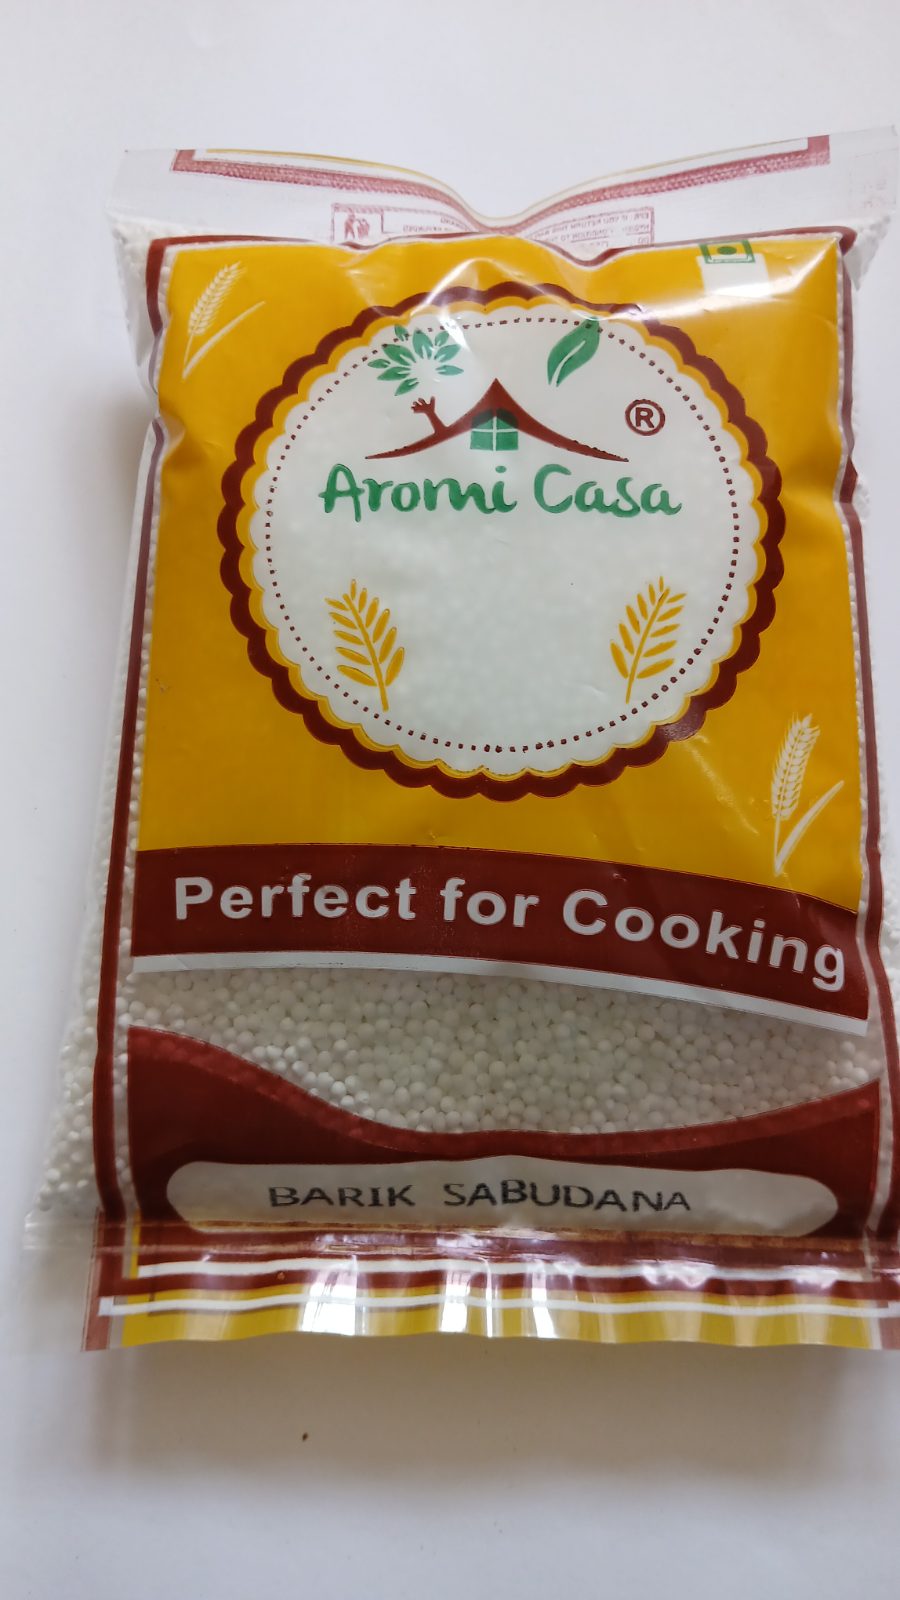 ®
Aromi Casa
Perfect for Cooking
BARIK SABUDANA